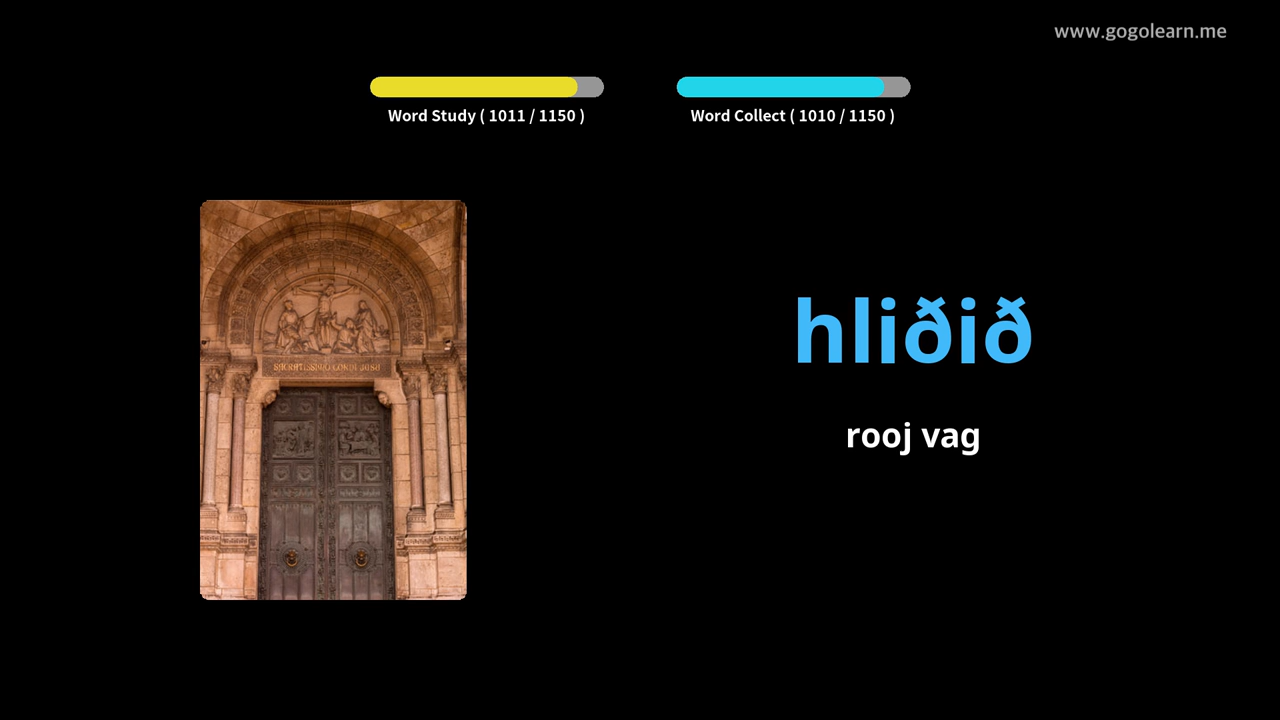 www.gogolearn.me
Word Study ( 1011 / 1150 )
Word Collect ( 1010 / 1150 )
hliðið
rooj vag